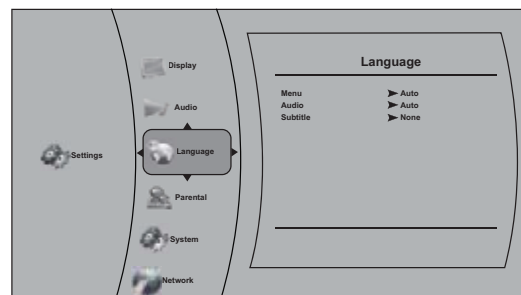 Settings
Display
Audio
Language
Parental
System
Network
Language
Menu Auto
Audio Auto
Subtitle None